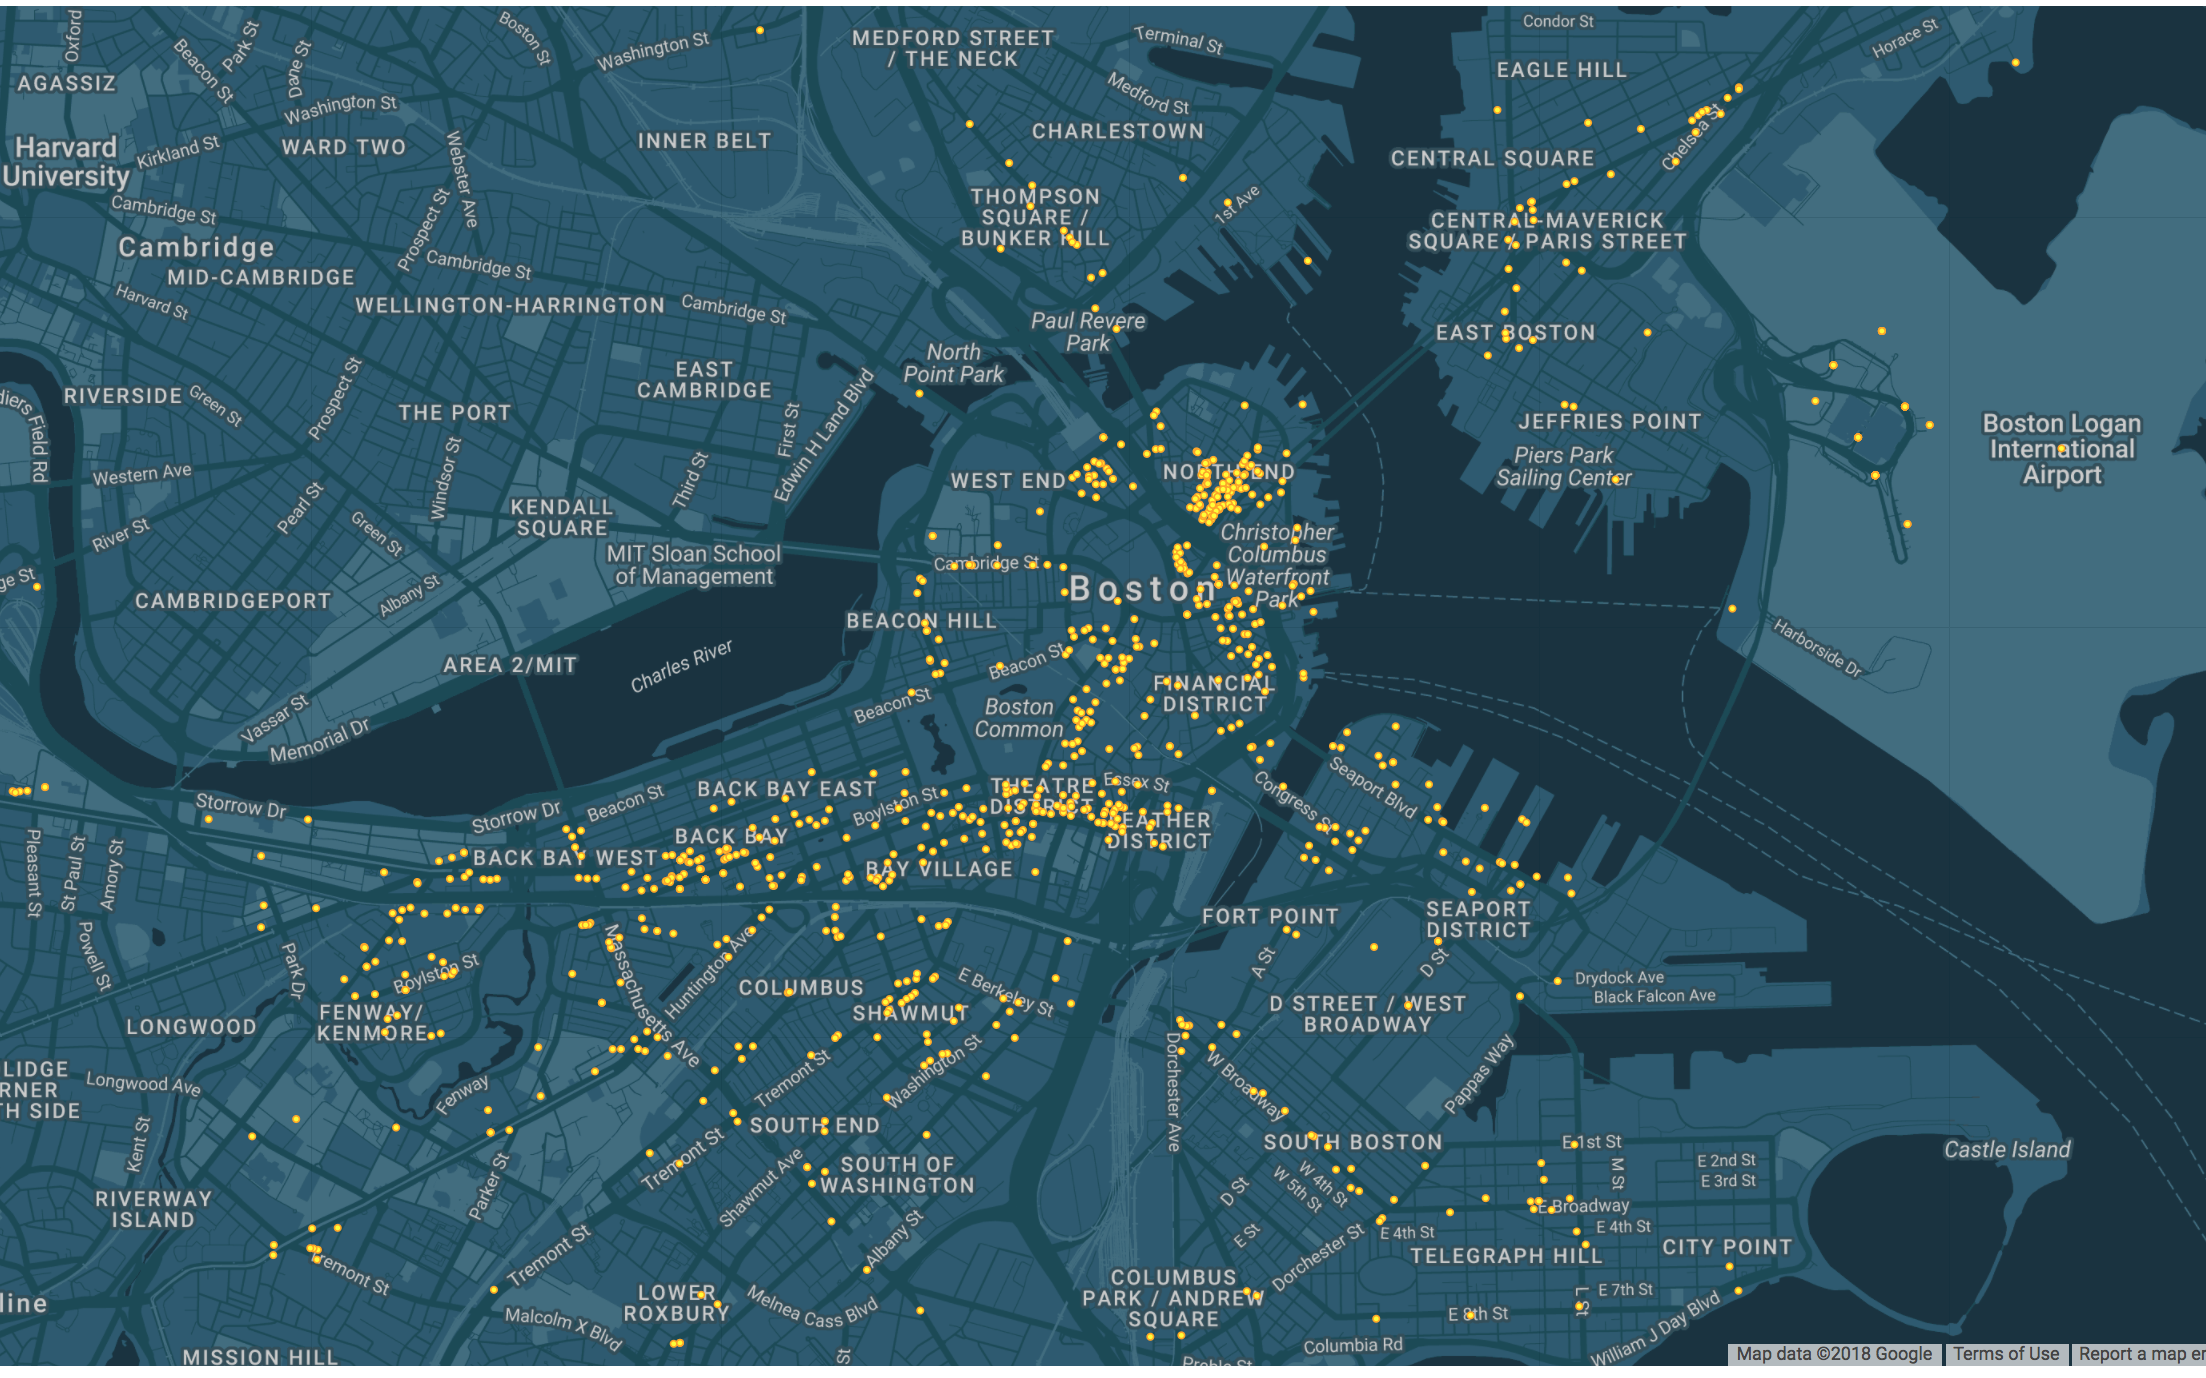 Condor St
Oxford
Park St
Boston St
Washington St
MEDFORD STREET
/ THE NECK
Terminal St
Horace St
EAGLE HILL
Beacon St
Dane St
AGASSIZ
Medford St
Washington St
CHARLESTOWN
Chelsea St
Harvard
University
Kirkland St
WARD TWO
Webster Ave
INNER BELT
CENTRAL SQUARE
THOMPSON
SQUARE /
BUNKER HILL
1st Ave
Cambridge St
Prospect St
CENTRAL-MAVERICK
SQUARE / PARIS STREET
Cambridge
MID-CAMBRIDGE
Cambridge St
Harvard St
WELLINGTON-HARRINGTON
Cambridge St
Paul Revere
Park
EAST BOSTON
North
Point Park
EAST
CAMBRIDGE
RIVERSIDE
Green St
Prospect St
THE PORT
First St
Edwin H Land Blvd
JEFFRIES POINT
Boston Logan
International
Airport
diers Field Rd
Piers Park
Sailing Center
Western Ave
Windsor St
Third St
WEST END
NORTH END
Pearl St
KENDALL
SQUARE
River St
Green St
MIT Sloan School
of Management
Christopher
Columbus
Waterfront
Park
Cambridge St
ge St
Albany St
Boston
CAMBRIDGEPORT
BEACON HILL
Harborside Dr
AREA 2/MIT
Charles River
Beacon St
FINANCIAL
DISTRICT
Beacon St
Vassar St
Memorial Dr
Boston
Common
BACK BAY EAST
THEATRE
DISTRICT
Essex St
Seaport Blvd
Congress St
Storrow Dr
Storrow Dr
Beacon St
Boylston St
BACK BAY
LEATHER
DISTRICT
BACK BAY WEST
BAY VILLAGE
Pleasant St
St Paul St
Amory St
FORT POINT
SEAPORT
DISTRICT
Powell St
Park Dr
Massachusetts Ave
Huntington Ave
A St
D St
Boylston St
COLUMBUS
E Berkeley St
Drydock Ave
Black Falcon Ave
LONGWOOD
FENWAY/
KENMORE
SHAWMUT
D STREET / WEST
BROADWAY
Dorchester Ave
Washington St
W Broadway
Pappas Way
LIDGE
RNER
TH SIDE
Longwood Ave
Fenway
Tremont St
SOUTH END
SOUTH BOSTON
E 1st St
Castle Island
Kent St
Tremont St
E 2nd St
E 3rd St
M St
SOUTH OF
WASHINGTON
W 4th St
W 5th St
D St
RIVERWAY
ISLAND
Parker St
Shawmut Ave
E Broadway
E 4th St
E 4th St
Albany St
E St
Dorchester St
TELEGRAPH HILL
CITY POINT
Tremont St
Tremont St
COLUMBUS
PARK / ANDREW
SQUARE
LOWER
ROXBURY
Melnea Cass Blvd
L St
E 7th St
line
Malcolm X Blvd
E 8th St
William J Day Blvd
Columbia Rd
MISSION HILL
St
Preble St
Map data ©2018 Google
Terms of Use
Report a map er